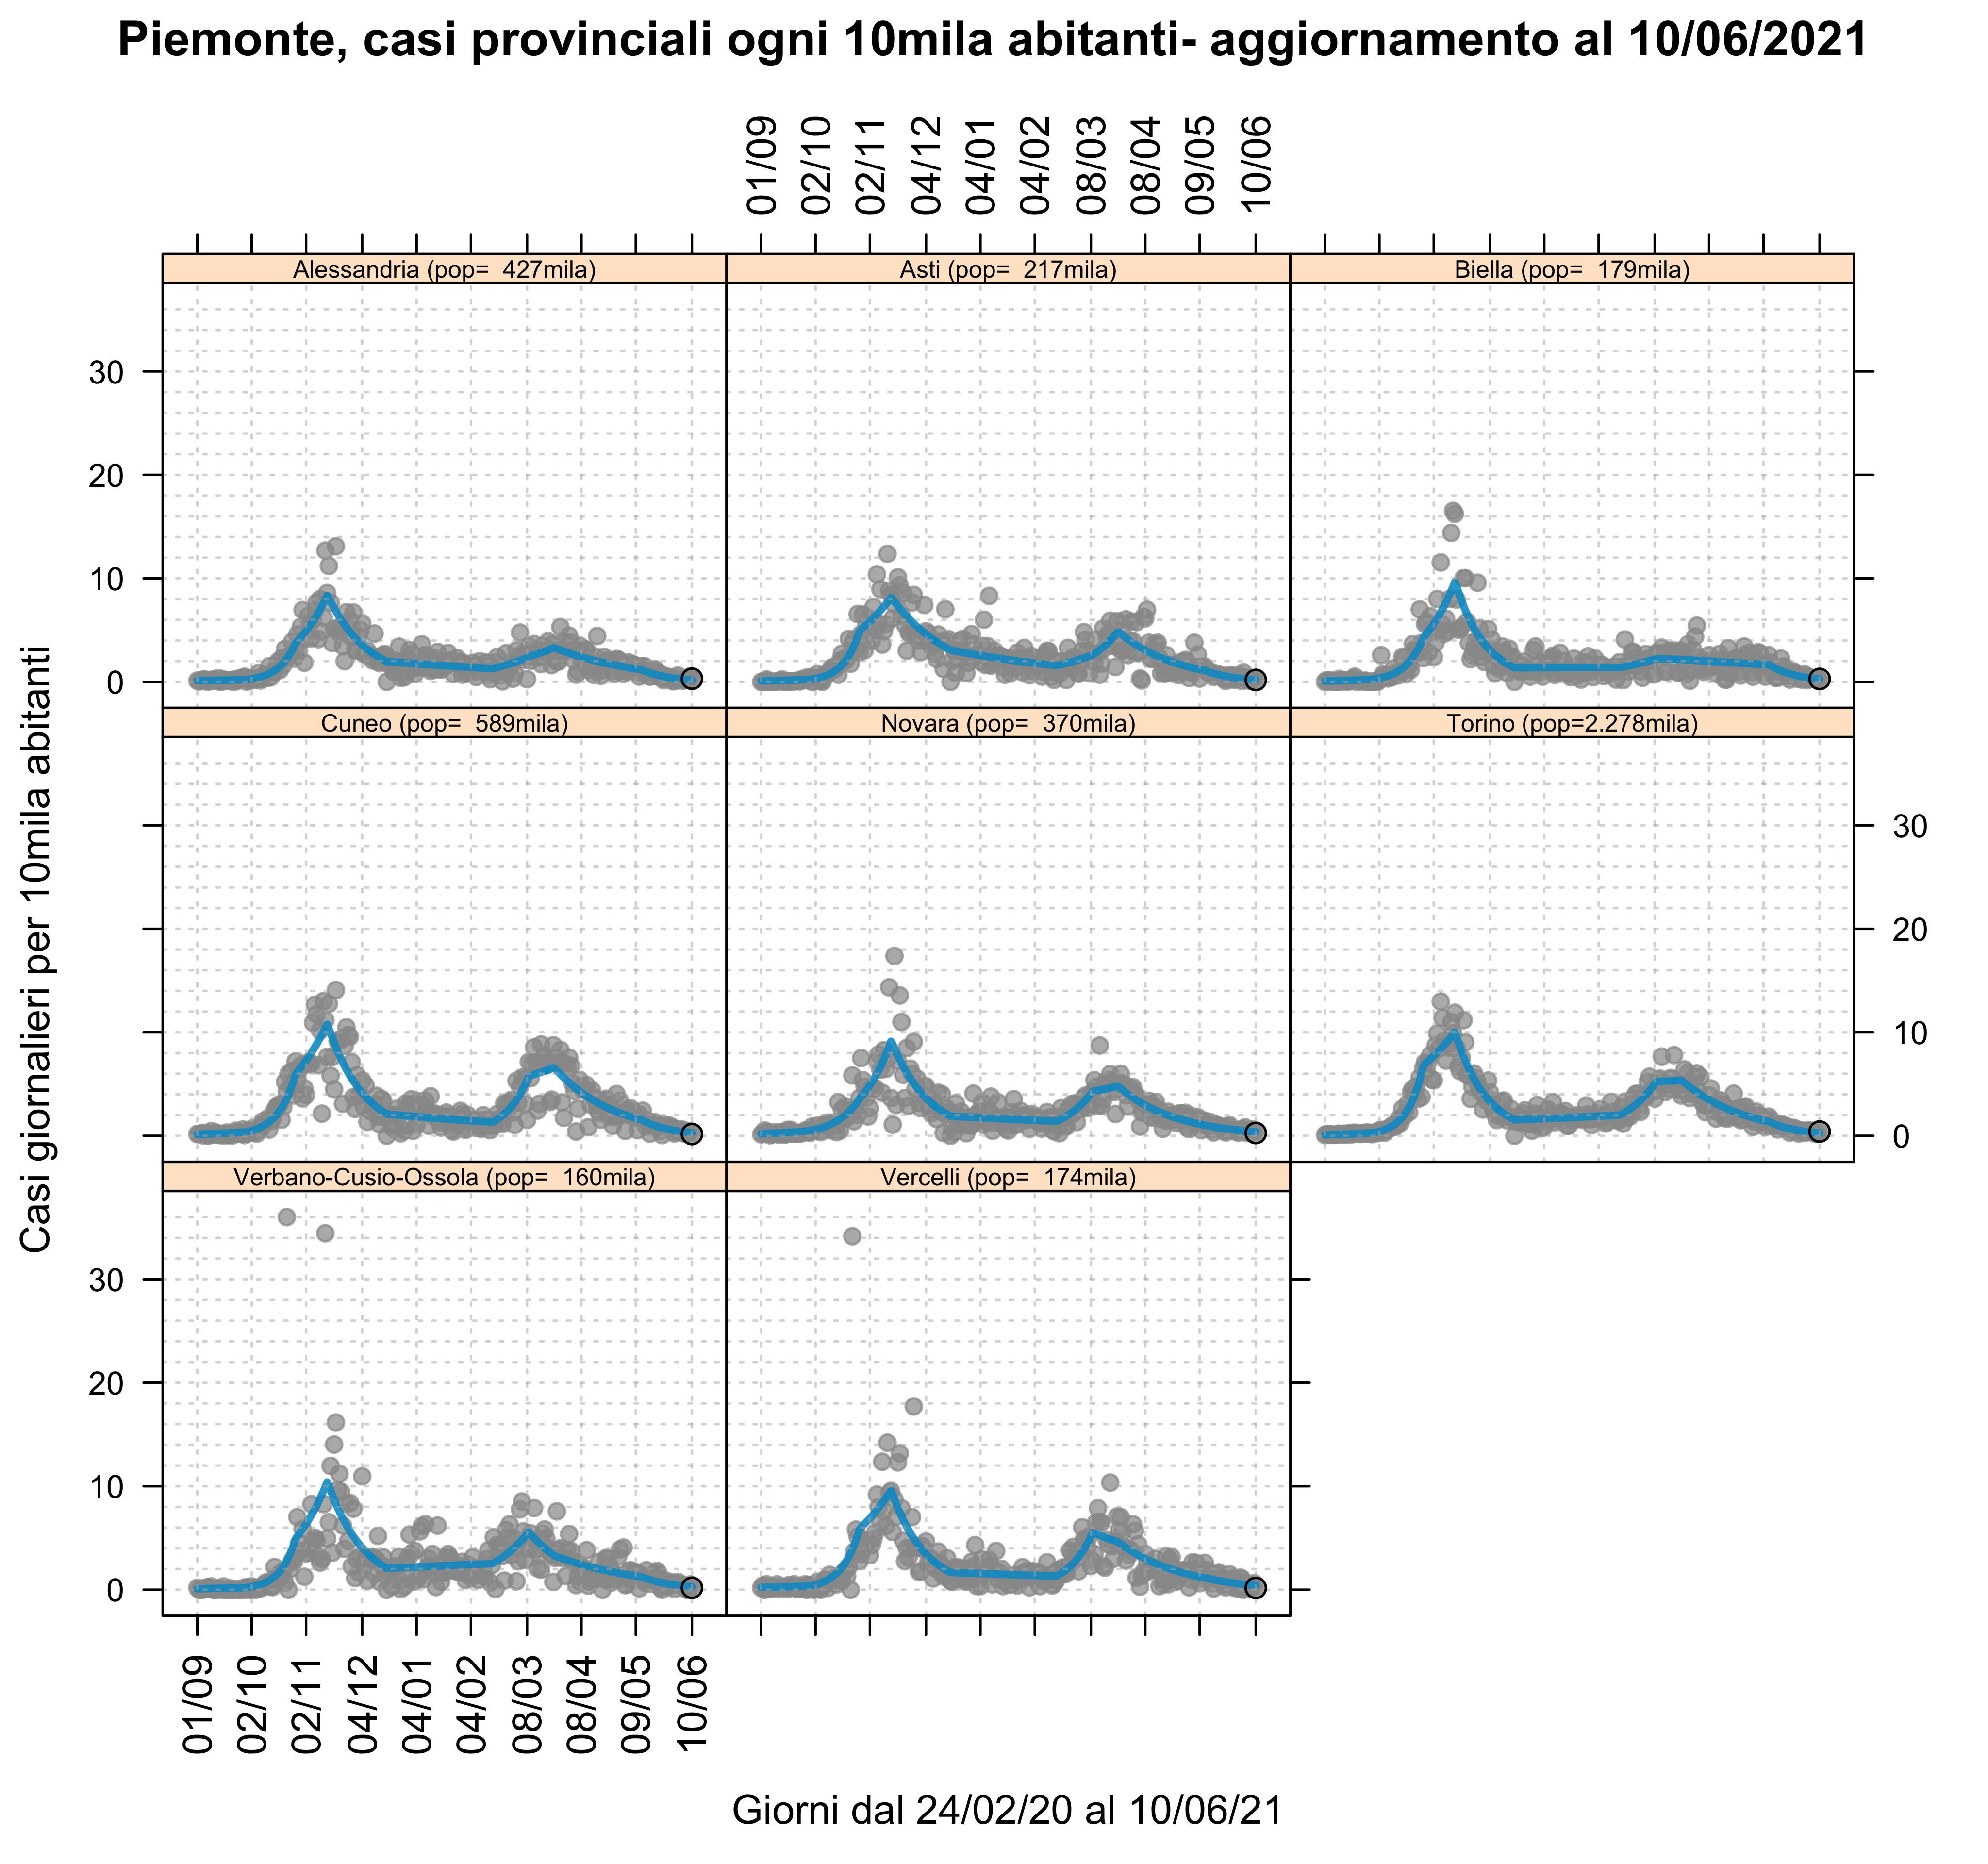 Piemonte, casi provinciali ogni 10mila abitanti- aggiornamento al 10/06/2021
01/09 02/10 02/11 04/12 04/01 04/02 08/03 08/04 09/05 10/06
Alessandria (pop=  427mila)
Asti (pop=  217mila)
Biella (pop=  179mila)
30
20
10
0
Cuneo (pop=  589mila)
Novara (pop=  370mila)
Torino (pop=2.278mila)
30
20
10
0
Verbano-Cusio-Ossola (pop=  160mila)
Vercelli (pop=  174mila)
30
20
10
0
01/09 02/10 02/11 04/12 04/01 04/02 08/03 08/04 09/05 10/06
Casi giornalieri per 10mila abitanti
Giorni dal 24/02/20 al 10/06/21